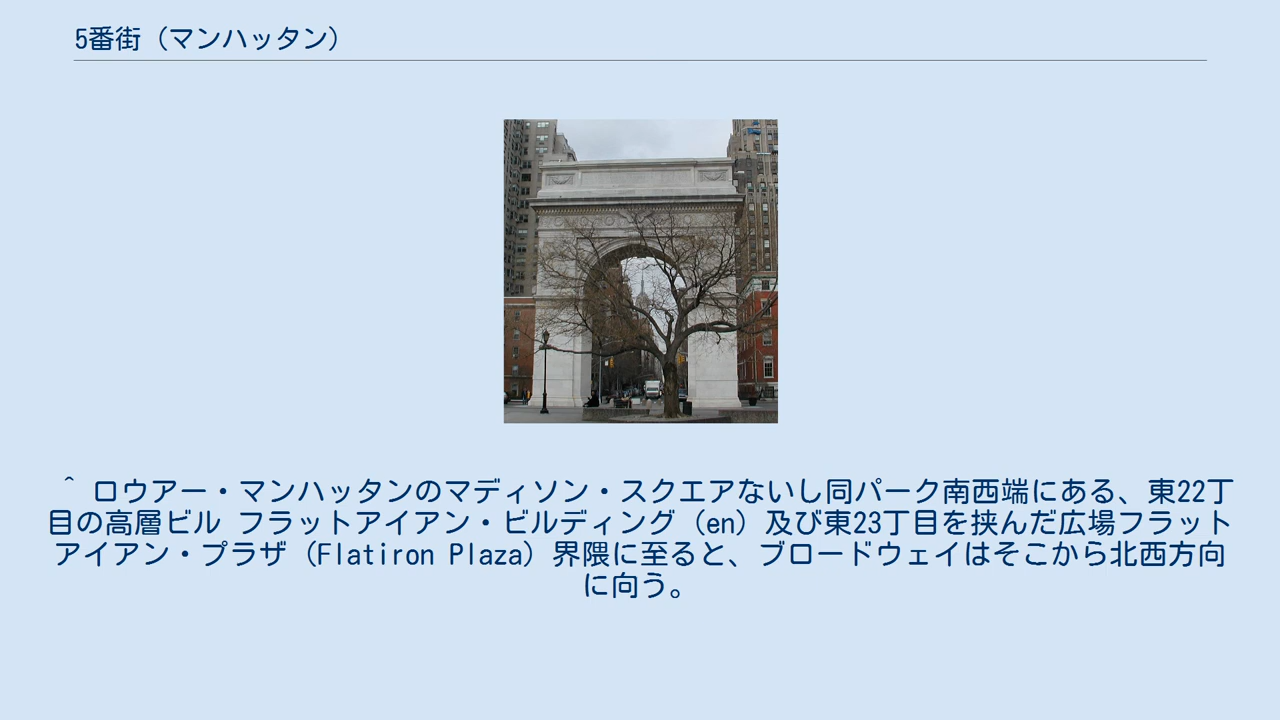 5番街（マンハッタン）
^ ロウアー・マンハッタンのマディソン・スクエアないし同パーク南西端にある、東22丁
目の高層ビル フラットアイアン・ビルディング（en）及び東23丁目を挟んだ広場フラット
アイアン・プラザ（Flatiron Plaza）界隈に至ると、ブロードウェイはそこから北西方向
に向う。